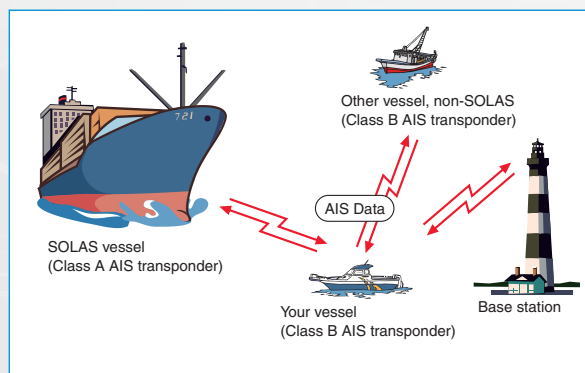 721
Other vessel, non-SOLAS
(Class B AIS transponder)
AIS Data
SOLAS vessel
(Class A AIS transponder)
Your vessel
(Class B AIS transponder)
Base station